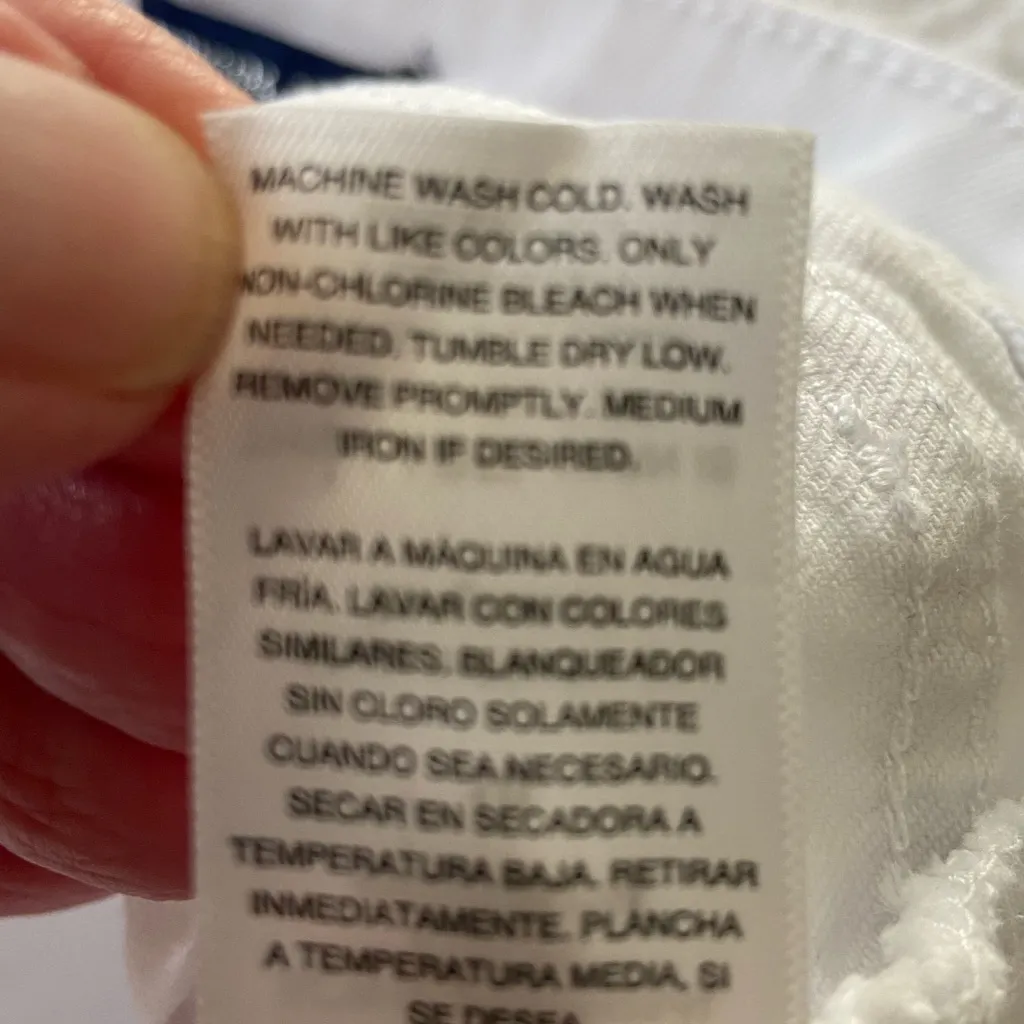 MACHINE WASH COLD. WASH
WITH LIKE COLORS. ONLY
NON-CHLORINE BLEACH WHEN
NEEDED. TUMBLE DRY LOW.
REMOVE PROMPTLY. MEDIUM
IRON IF DESIRED.
LAVAR A MÁQUINA EN AGUA
FRÍA. LAVAR CON COLORES
SIMILARES. BLANQUEADOR
SIN CLORO SOLAMENTE
CUANDO SEA NECESARIO.
SECAR EN SECADORA A
TEMPERATURA BAJA. RETIRAR
INMEDIATAMENTE. PLANCHA
A TEMPERATURA MEDIA, SI
SE DESEA